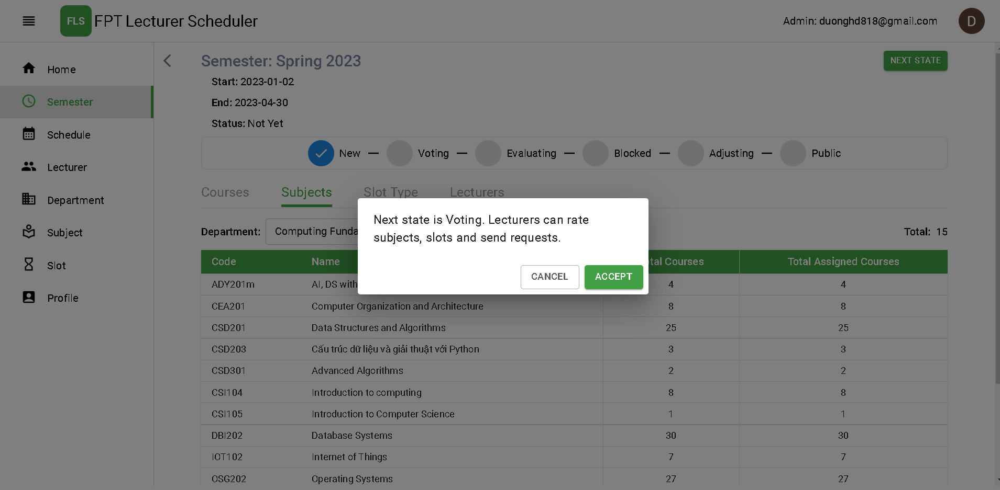 FLS FPT Lecturer Scheduler
Admin: duonghd818@gmail.com
D
Home
Semester
Schedule
Lecturer
Department
Subject
Slot
Profile
Semester: Spring 2023
NEXT STATE
Start: 2023-01-02
End: 2023-04-30
Status: Not Yet
New — Voting — Evaluating — Blocked — Adjusting — Public
Courses Subjects Slot Type Lecturers
Department: Computing Funda
Total: 15
Next state is Voting. Lecturers can rate
subjects, slots and send requests.
CANCEL ACCEPT
Code Name tal Courses Total Assigned Courses
ADY201m AI, DS with 4 4
CEA201 Computer Organization and Architecture 8 8
CSD201 Data Structures and Algorithms 25 25
CSD203 Cấu trúc dữ liệu và giải thuật với Python 3 3
CSD301 Advanced Algorithms 2 2
CSI104 Introduction to computing 8 8
CSI105 Introduction to Computer Science 1 1
DBI202 Database Systems 30 30
IOT102 Internet of Things 7 7
OSG202 Operating Systems 27 27